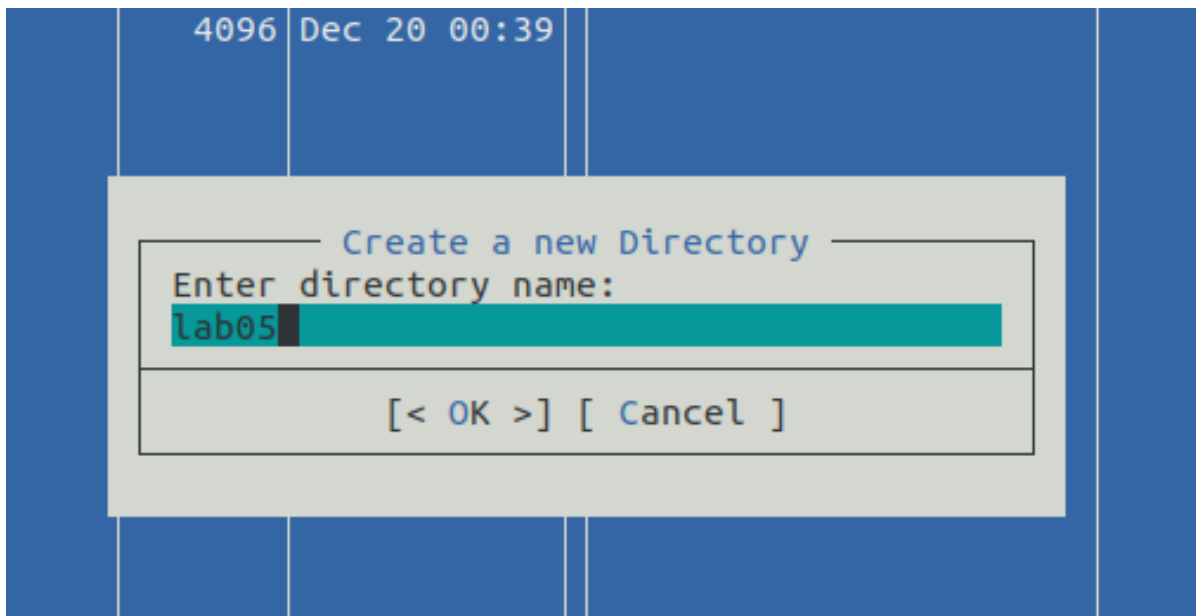 4096 Dec 20 00:39
Create a new Directory
Enter directory name:
lab05
[< OK >] [ Cancel ]